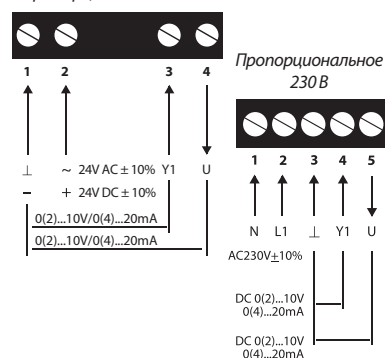 1 2 3 4
⊥ ~ 24V AC ± 10% Y1 U
− + 24V DC ± 10%
0(2)...10V/0(4)...20mA
0(2)...10V/0(4)...20mA
Пропорциональное
230 В
1 2 3 4 5
N L1 ⊥ Y1 U
AC230V±10%
DC 0(2)...10V
0(4)...20mA
DC 0(2)...10V
0(4)...20mA